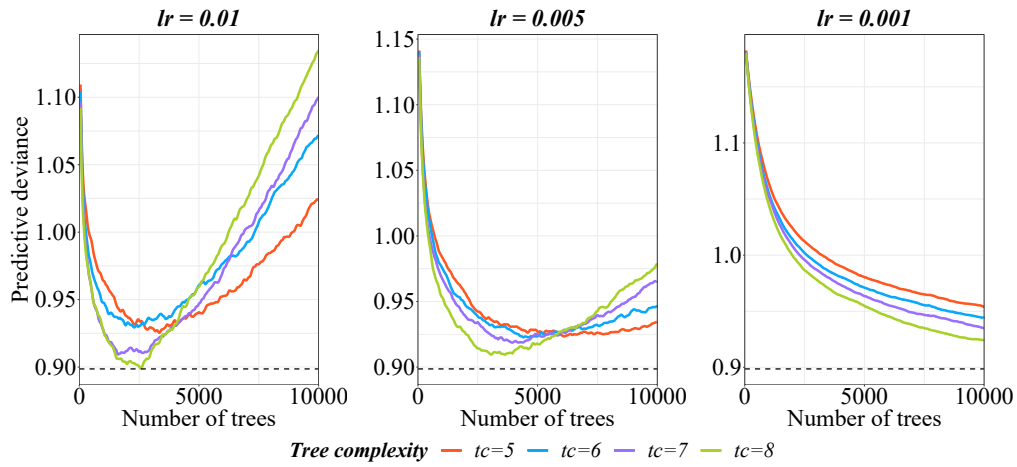 lr = 0.01
lr = 0.005
lr = 0.001
Predictive deviance
1.10
1.05
1.00
0.95
0.90
0
5000
10000
Number of trees
1.15
1.10
1.05
1.00
0.95
0.90
0
5000
10000
Number of trees
1.1
1.0
0.9
0
5000
10000
Number of trees
Tree complexity tc=5 tc=6 tc=7 tc=8